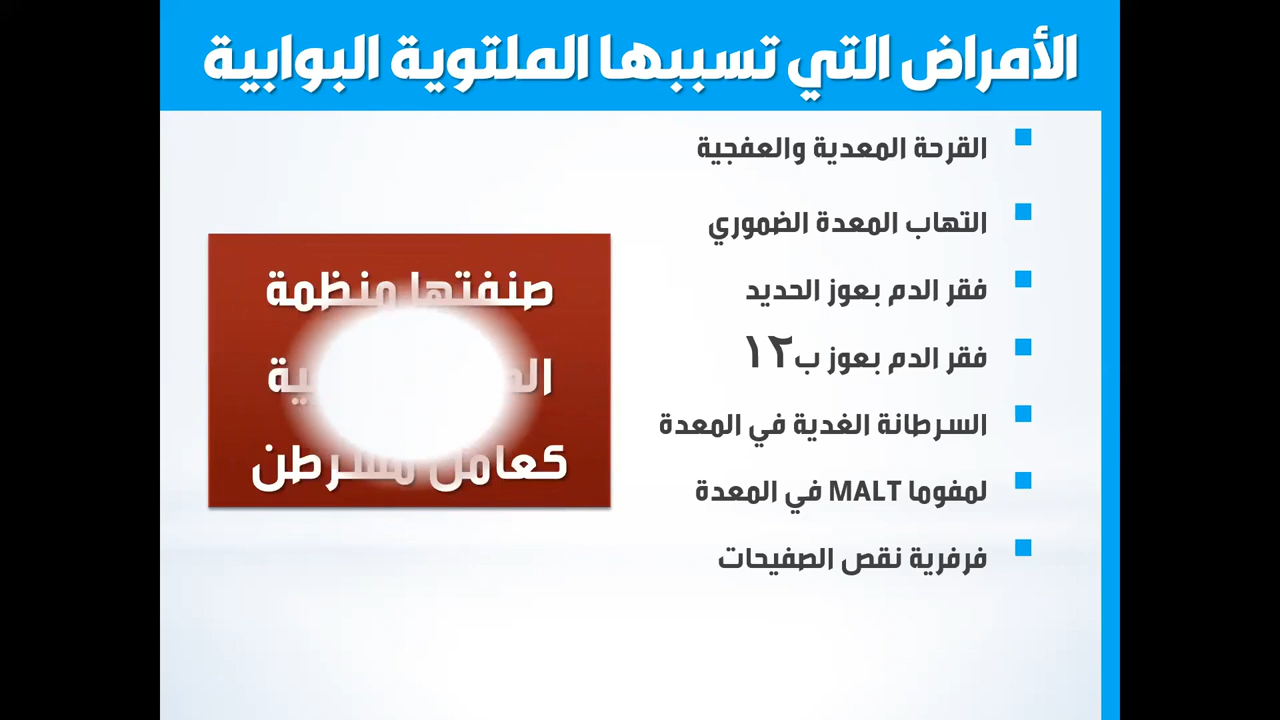 الأمراض التي تسببها الملتوية البوابية
القرحة المعدية والعفجية
التهاب المعدة الضموري
فقر الدم بعوز الحديد
فقر الدم بعوز ب١٢
السرطانة الغدية في المعدة
لمفوما MALT في المعدة
فرفرية نقص الصفيحات
صنفتها منظمة
كعامل مسرطن